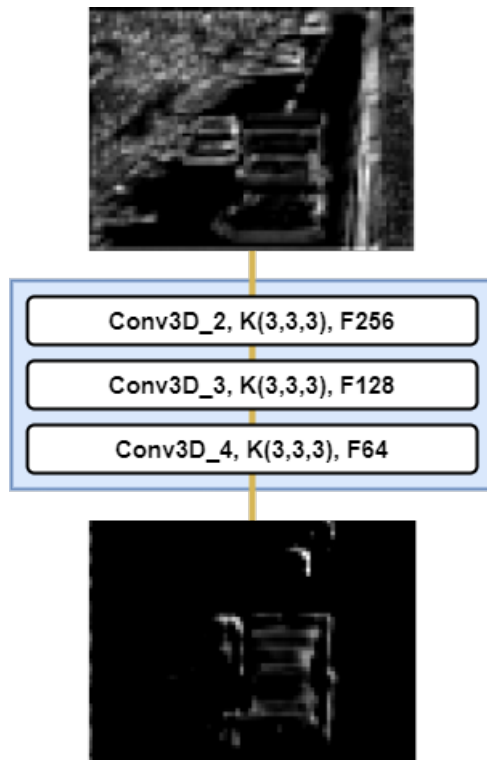 Conv3D_2, K(3,3,3), F256
Conv3D_3, K(3,3,3), F128
Conv3D_4, K(3,3,3), F64